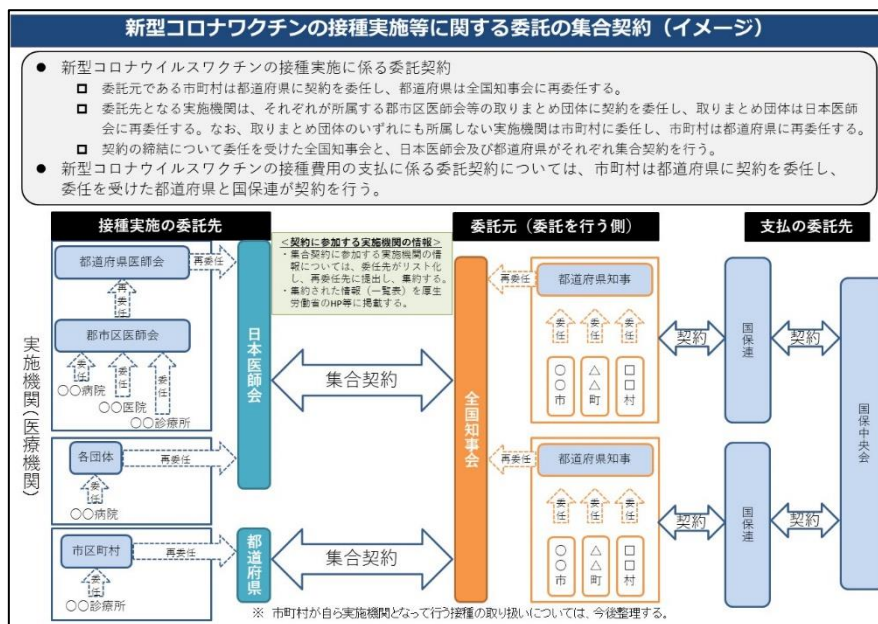 新型コロナワクチンの接種実施等に関する委託の集合契約（イメージ）
● 新型コロナウイルスワクチンの接種実施に係る委託契約
□ 委託元である市町村は都道府県に契約を委任し、都道府県は全国知事会に再委任する。
□ 委託先となる実施機関は、それぞれが所属する郡市区医師会等の取りまとめ団体に契約を委任し、取りまとめ団体は日本医師
会に再委任する。なお、取りまとめ団体のいずれにも所属しない実施機関は市町村に委任し、市町村は都道府県に再委任する。
□ 契約の締結について委任を受けた全国知事会と、日本医師会及び都道府県がそれぞれ集合契約を行う。
● 新型コロナウイルスワクチンの接種費用の支払に係る委託契約については、市町村は都道府県に契約を委任し、
委任を受けた都道府県と国保連が契約を行う。
接種実施の委託先
委託元（委託を行う側）
支払の委託先
＜契約に参加する実施機関の情報＞
・集合契約に参加する実施機関の情
報については、委託先がリスト化
し、再委任先に提出し、集約する。
・集約された情報（一覧表）を厚生
労働省のHP等に掲載する。
実施機関（医療機関）
都道府県医師会
再委任
再委任
郡市区医師会
委任
委任
委任
〇〇病院
〇〇医院
〇〇診療所
各団体
再委任
委任
〇〇病院
市区町村
再委任
委任
〇〇診療所
日本医師会
都道府県
集合契約
集合契約
全国知事会
再委任
都道府県知事
委任
委任
委任
〇〇市
△△町
□□村
再委任
都道府県知事
委任
委任
委任
〇〇市
△△町
□□村
契約
国保連
契約
契約
国保連
契約
国保中央会
※ 市町村が自ら実施機関となって行う接種の取り扱いについては、今後整理する。